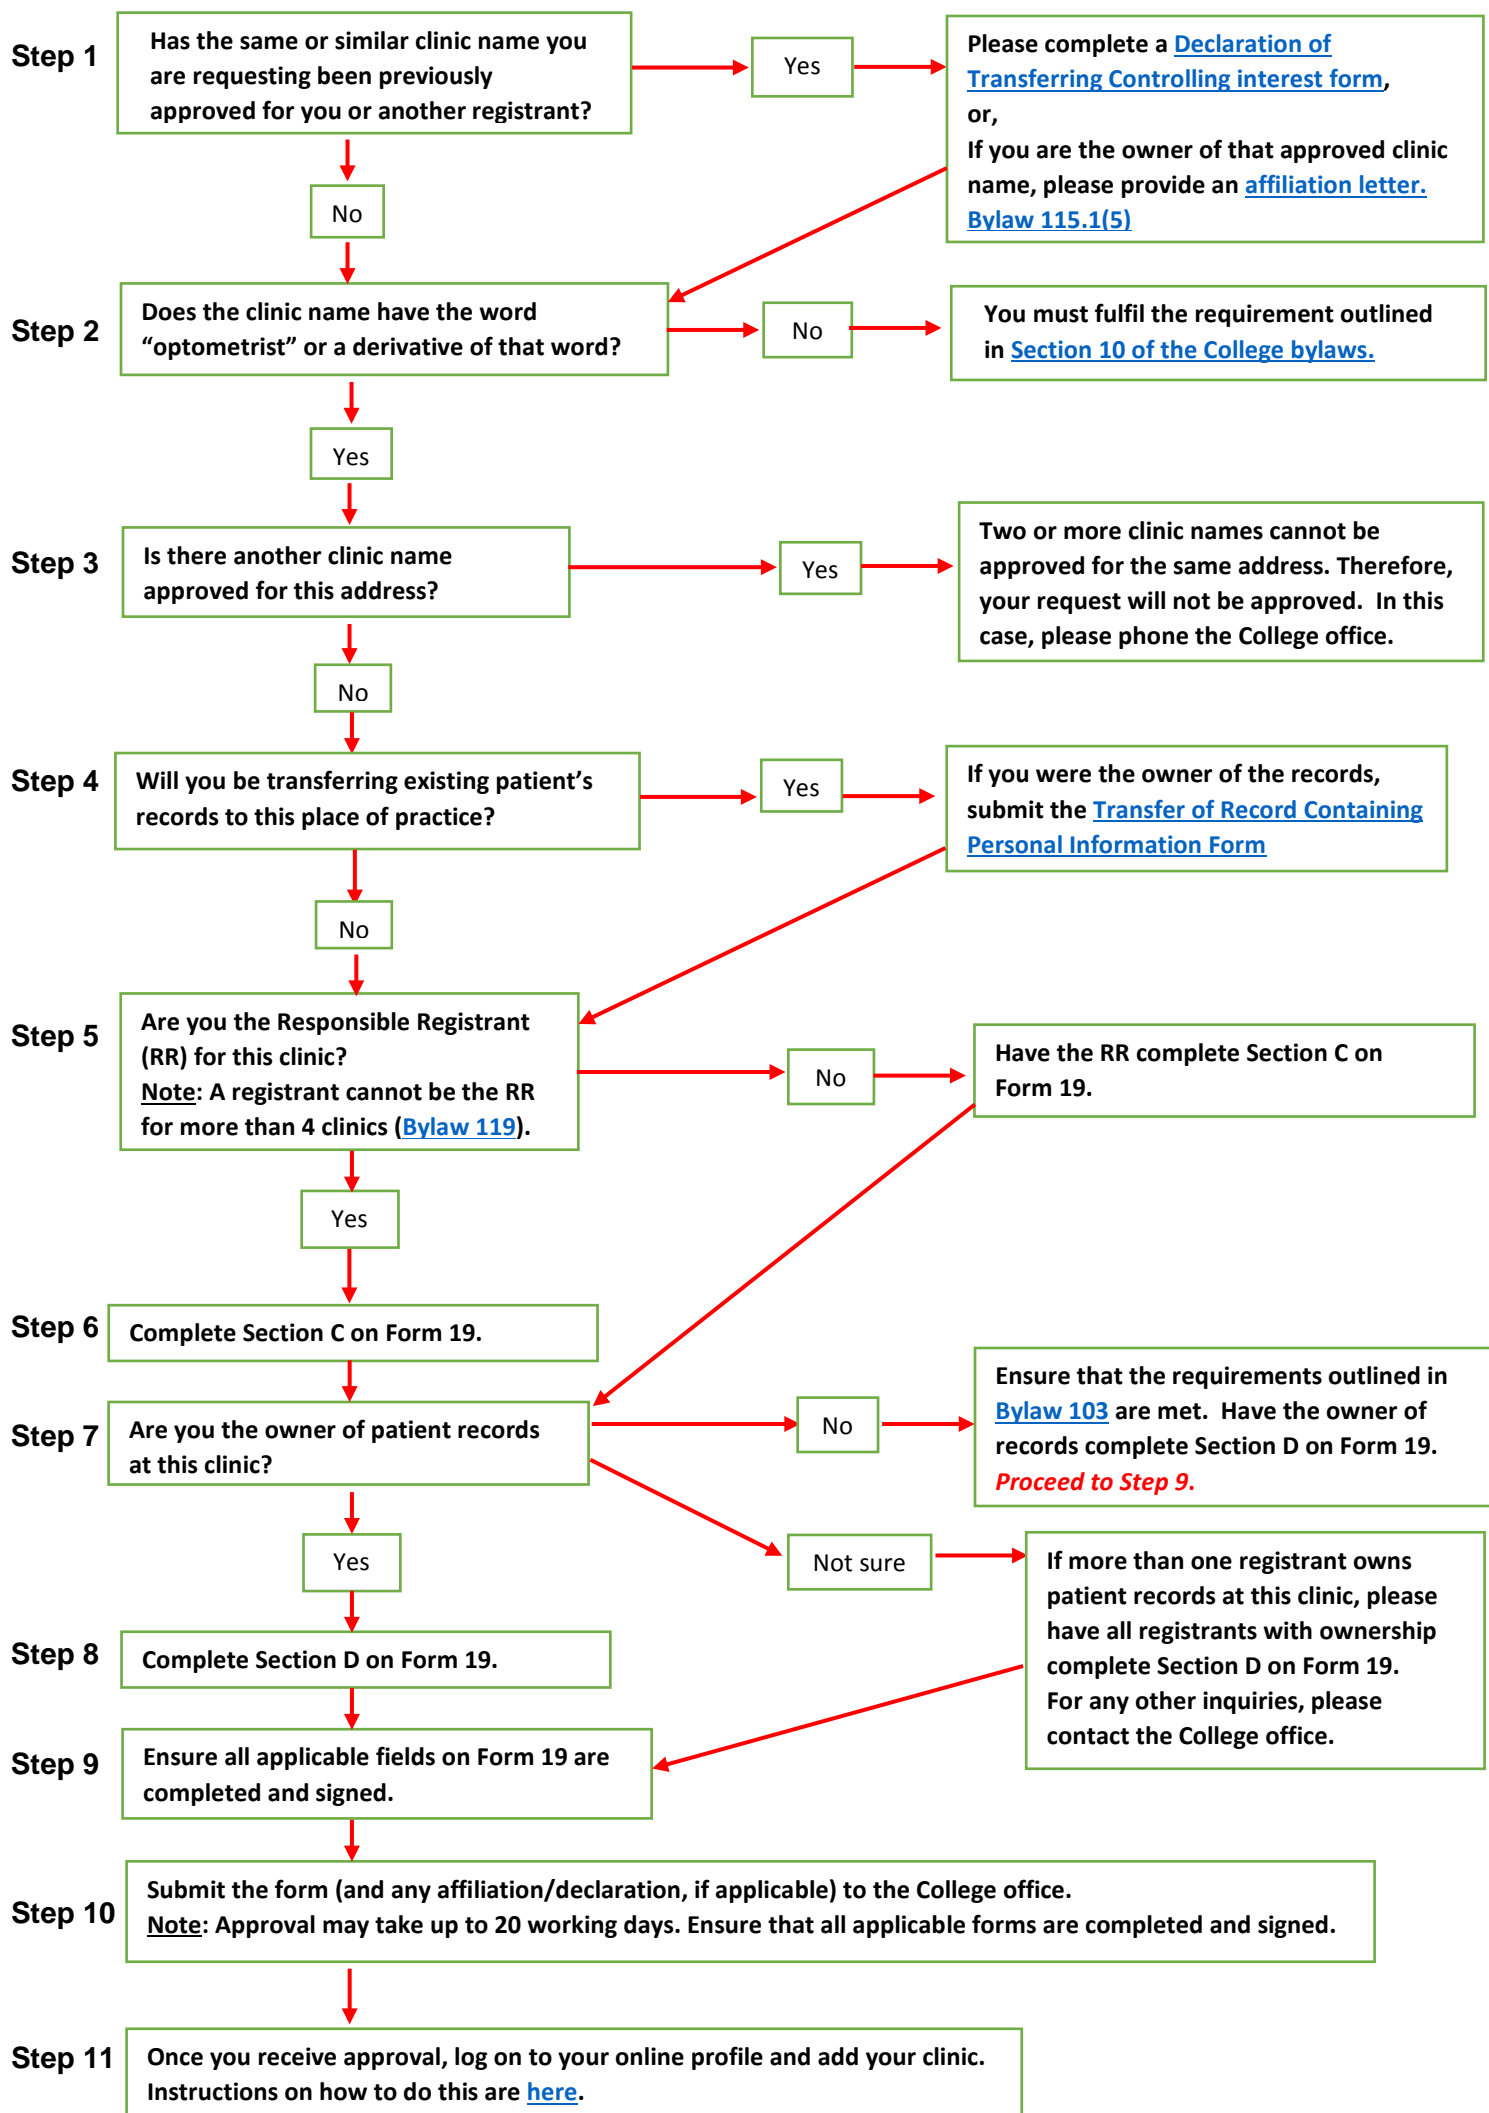 Step 1
Has the same or similar clinic name you
are requesting been previously
approved for you or another registrant?
Yes
Please complete a Declaration of
Transferring Controlling interest form,
or,
If you are the owner of that approved clinic
name, please provide an affiliation letter.
Bylaw 115.1(5)
No
Step 2
Does the clinic name have the word
“optometrist” or a derivative of that word?
No
You must fulfil the requirement outlined
in Section 10 of the College bylaws.
Yes
Step 3
Is there another clinic name
approved for this address?
Yes
Two or more clinic names cannot be
approved for the same address. Therefore,
your request will not be approved.  In this
case, please phone the College office.
No
Step 4
Will you be transferring existing patient’s
records to this place of practice?
Yes
If you were the owner of the records,
submit the Transfer of Record Containing
Personal Information Form
No
Step 5
Are you the Responsible Registrant
(RR) for this clinic?
Note: A registrant cannot be the RR
for more than 4 clinics (Bylaw 119).
No
Have the RR complete Section C on
Form 19.
Yes
Step 6
Complete Section C on Form 19.
Step 7
Are you the owner of patient records
at this clinic?
No
Ensure that the requirements outlined in
Bylaw 103 are met.  Have the owner of
records complete Section D on Form 19.
Proceed to Step 9.
Yes
Not sure
If more than one registrant owns
patient records at this clinic, please
have all registrants with ownership
complete Section D on Form 19.
For any other inquiries, please
contact the College office.
Step 8
Complete Section D on Form 19.
Step 9
Ensure all applicable fields on Form 19 are
completed and signed.
Step 10
Submit the form (and any affiliation/declaration, if applicable) to the College office.
Note: Approval may take up to 20 working days. Ensure that all applicable forms are completed and signed.
Step 11
Once you receive approval, log on to your online profile and add your clinic.
Instructions on how to do this are here.